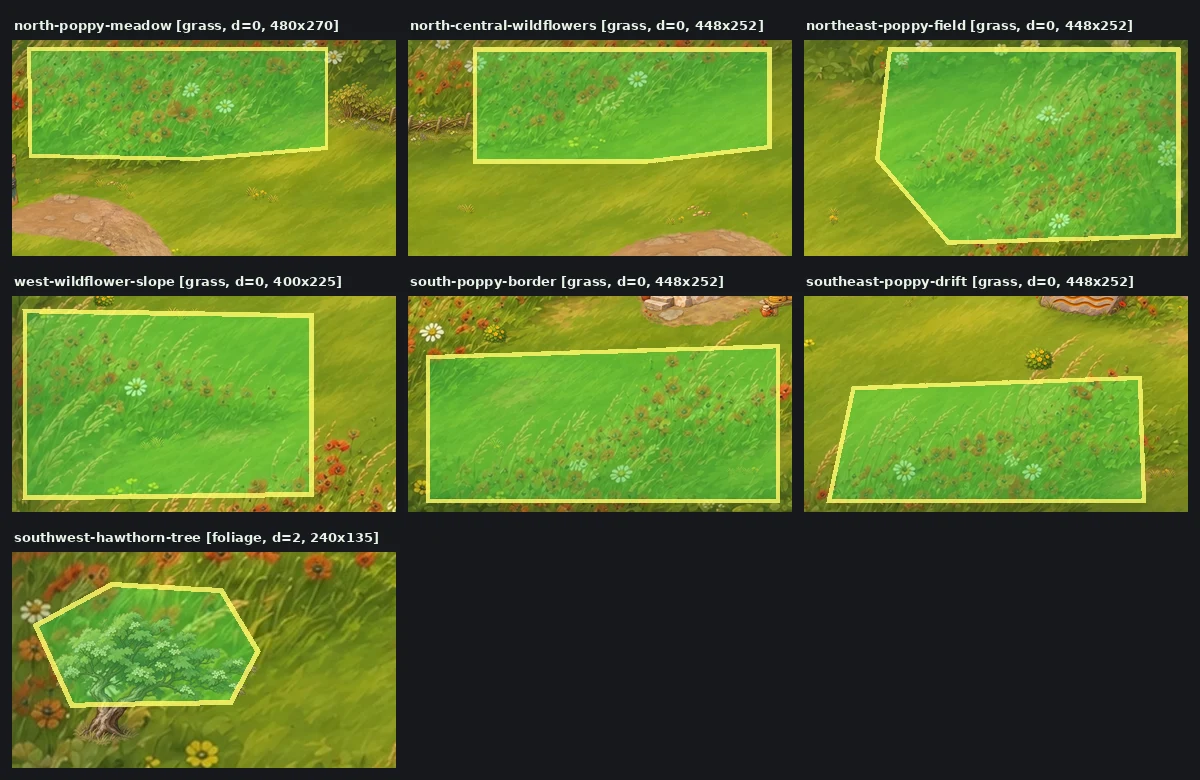 north-poppy-meadow [grass, d=0, 480x270]
north-central-wildflowers [grass, d=0, 448x252]
northeast-poppy-field [grass, d=0, 448x252]
west-wildflower-slope [grass, d=0, 400x225]
south-poppy-border [grass, d=0, 448x252]
southeast-poppy-drift [grass, d=0, 448x252]
southwest-hawthorn-tree [foliage, d=2, 240x135]